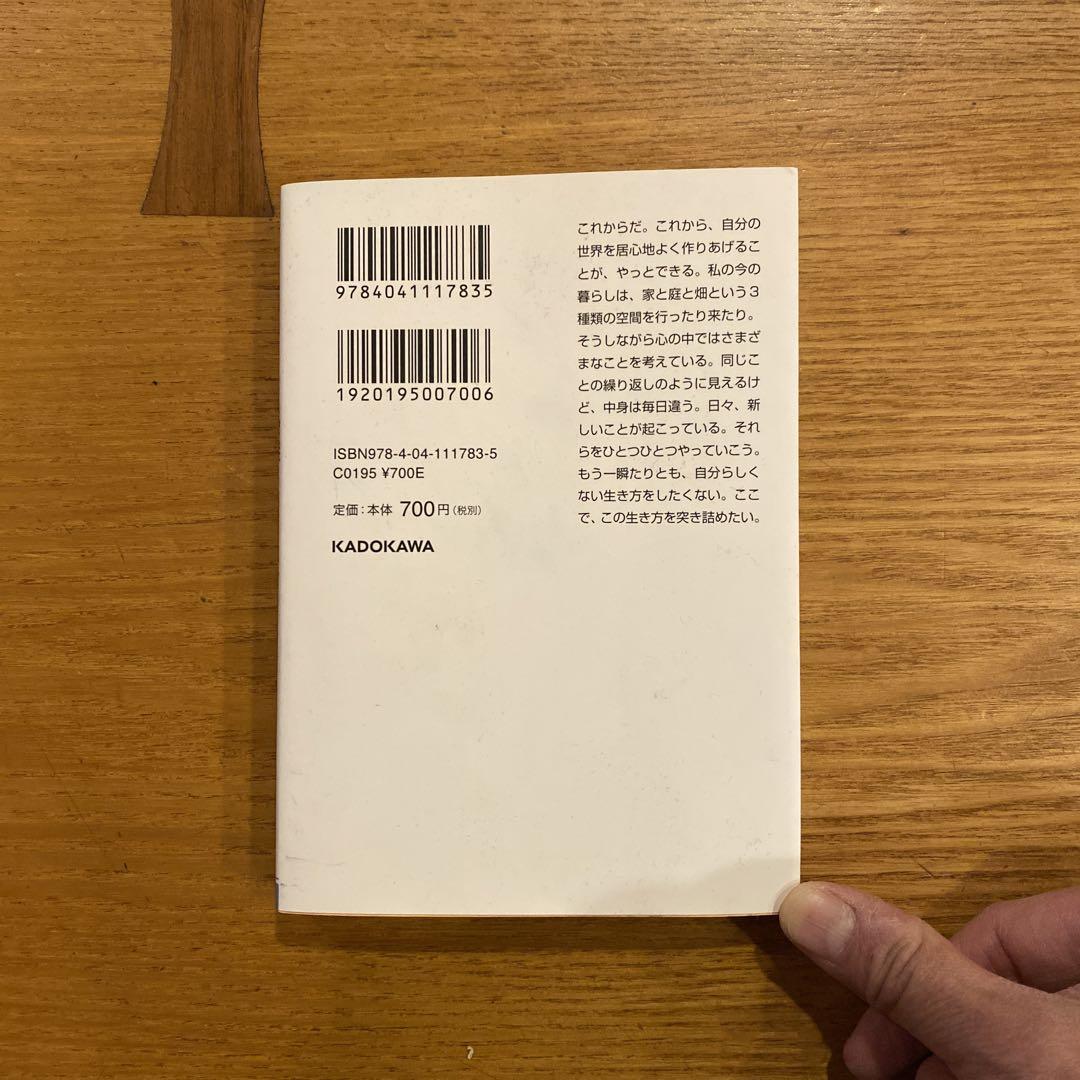 9784041117835
1920195007006
ISBN978-4-04-111783-5
C0195 ¥700E
定価：本体 700円（税別）
KADOKAWA
これからだ。これから、自分の
世界を居心地よく作りあげるこ
とが、やっとできる。私の今の
暮らしは、家と庭と畑という３
種類の空間を行ったり来たり。
そうしながら心の中ではさまざ
まなことを考えている。同じこ
との繰り返しのように見えるけ
ど、中身は毎日違う。日々、新
しいことが起こっている。それ
らをひとつひとつやっていこう。
もう一瞬たりとも、自分らしく
ない生き方をしたくない。ここ
で、この生き方を突き詰めたい。